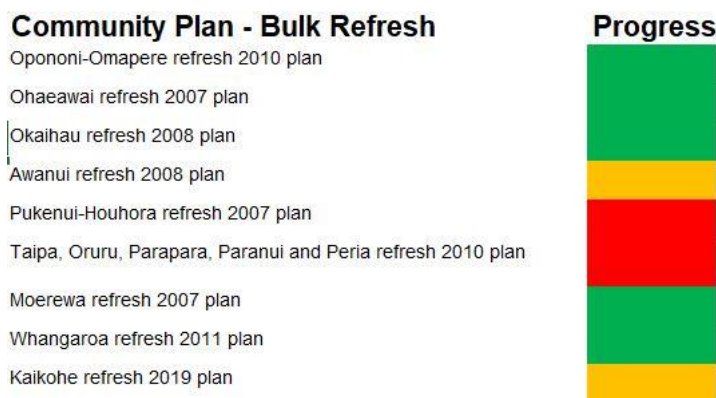 Community Plan - Bulk Refresh Progress
Opononi-Omapere refresh 2010 plan
Ohaeawai refresh 2007 plan
Okaihau refresh 2008 plan
Awanui refresh 2008 plan
Pukenui-Houhora refresh 2007 plan
Taipa, Oruru, Parapara, Paranui and Peria refresh 2010 plan
Moerewa refresh 2007 plan
Whangaroa refresh 2011 plan
Kaikohe refresh 2019 plan